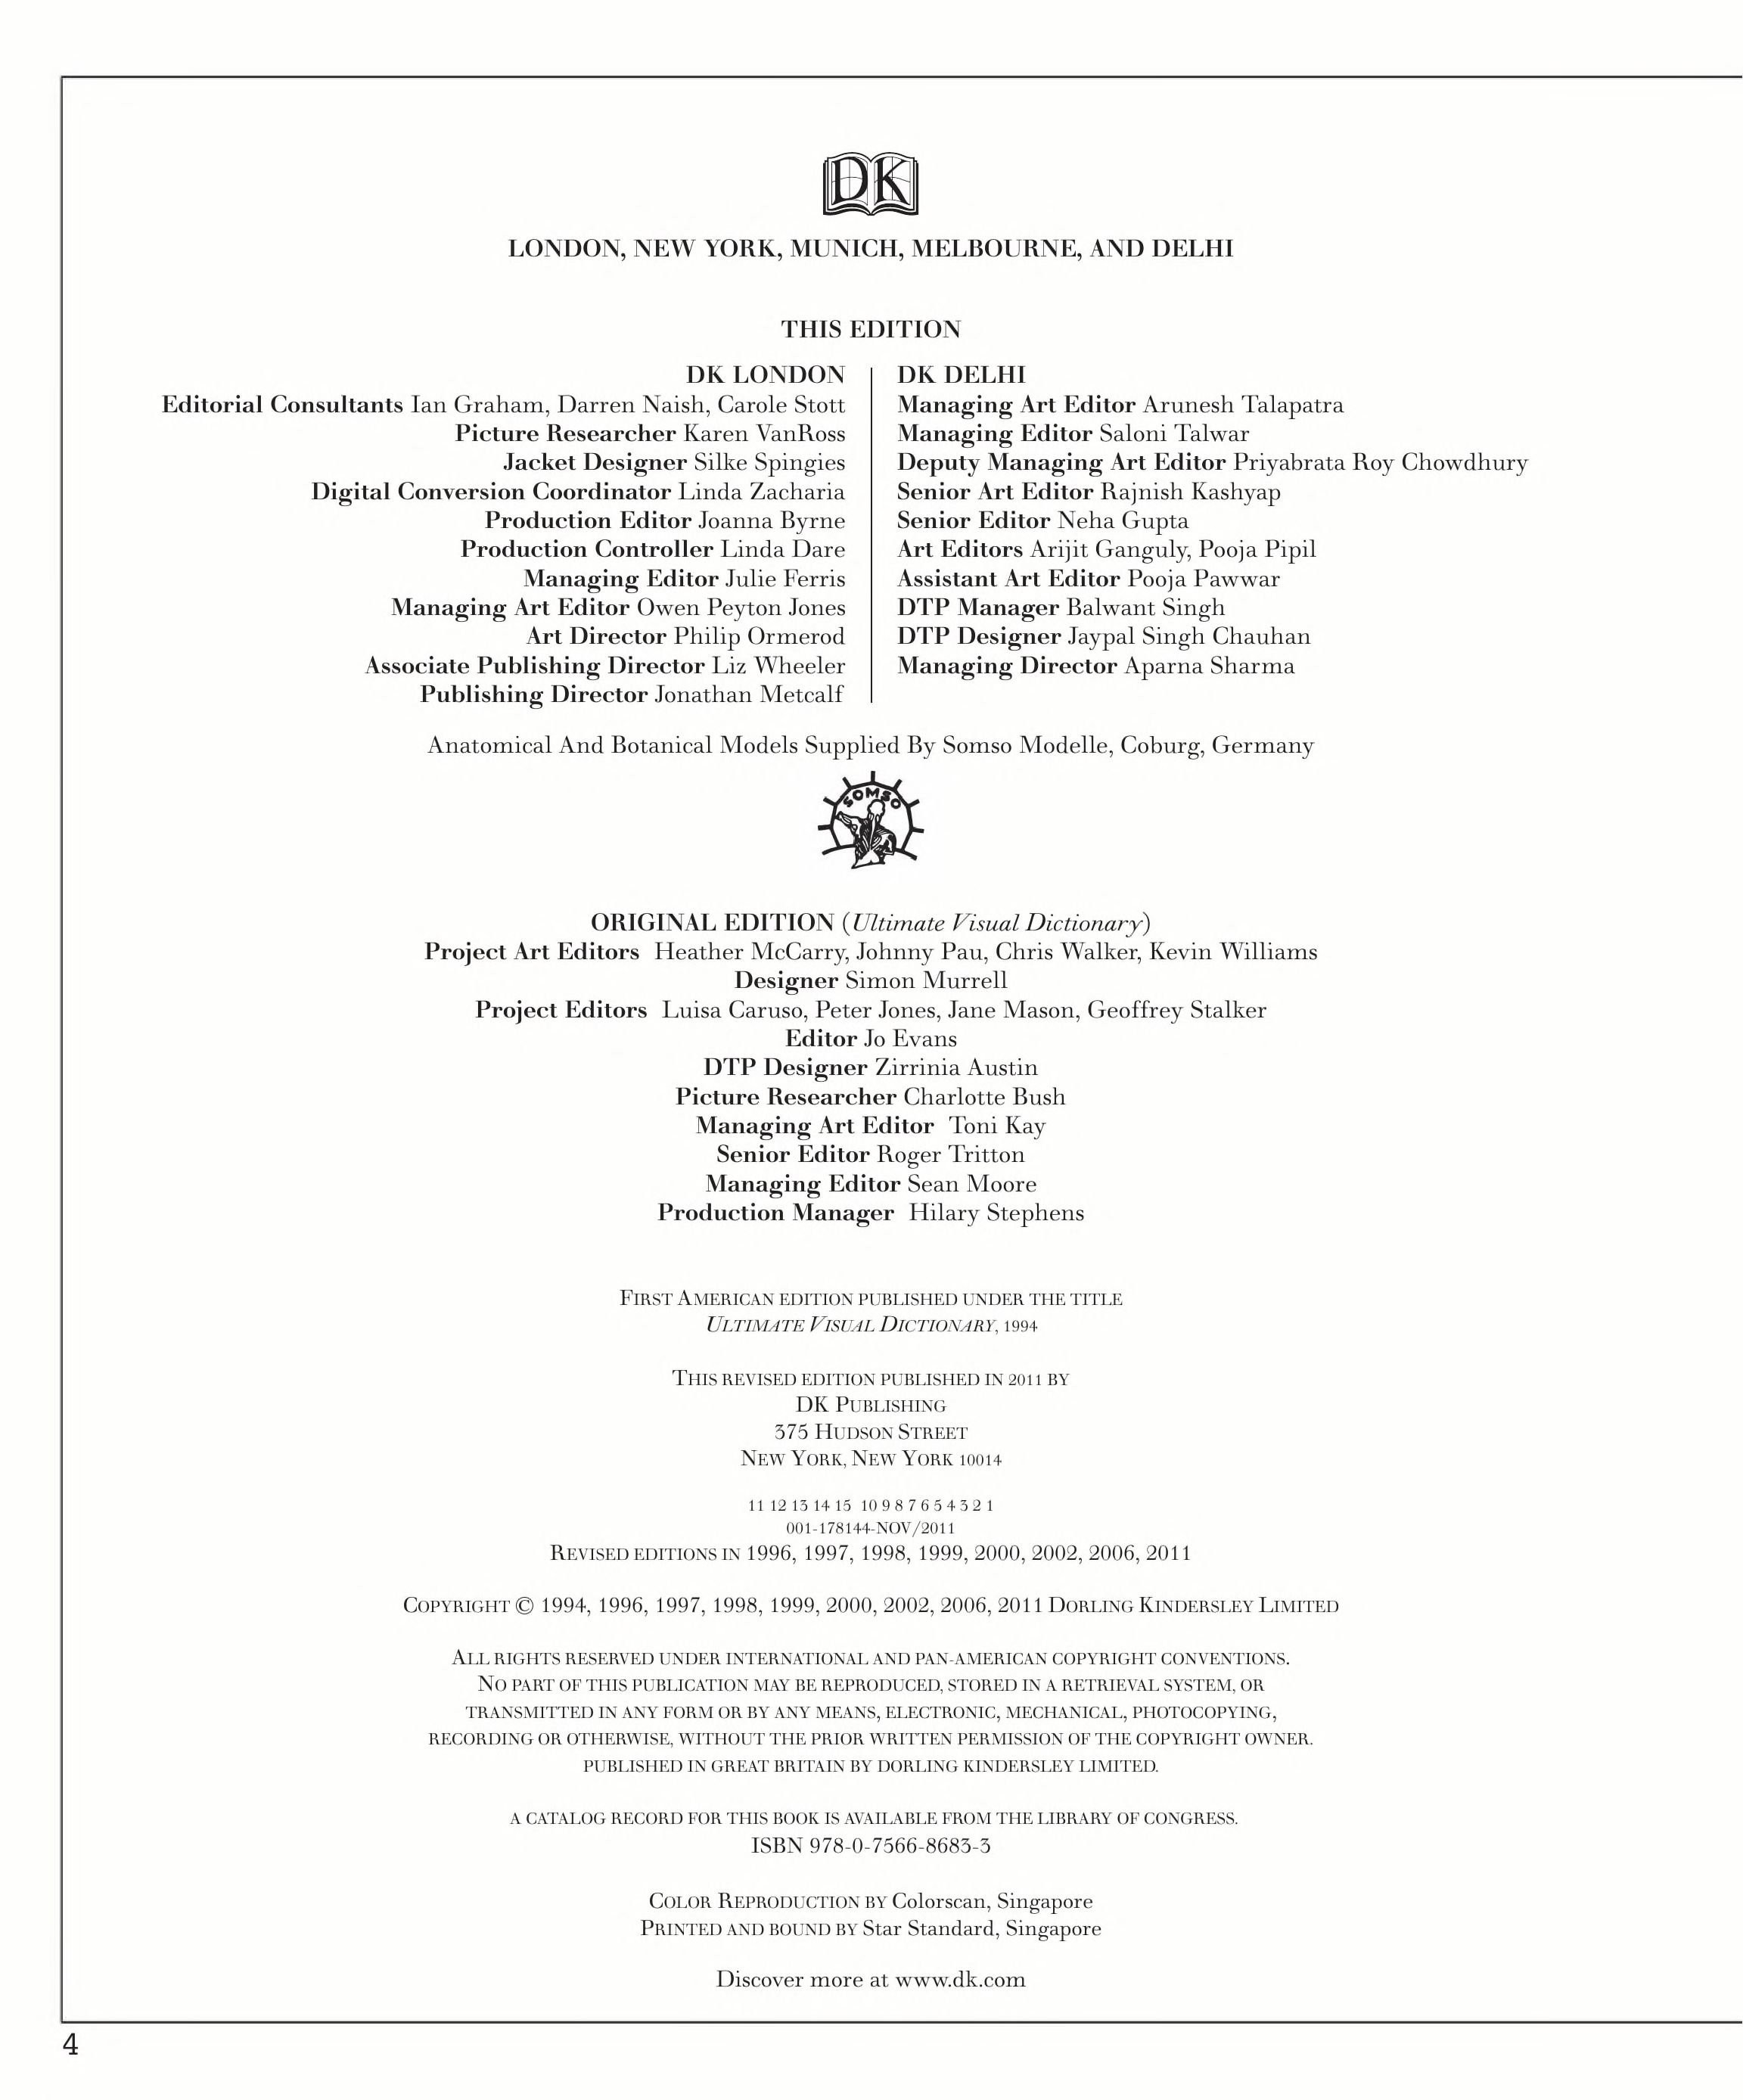 DK
LONDON, NEW YORK, MUNICH, MELBOURNE, AND DELHI
THIS EDITION
DK LONDON
Editorial Consultants Ian Graham, Darren Naish, Carole Stott
Picture Researcher Karen VanRoss
Jacket Designer Silke Spingies
Digital Conversion Coordinator Linda Zacharia
Production Editor Joanna Byrne
Production Controller Linda Dare
Managing Editor Julie Ferris
Managing Art Editor Owen Peyton Jones
Art Director Philip Ormerod
Associate Publishing Director Liz Wheeler
Publishing Director Jonathan Metcalf
DK DELHI
Managing Art Editor Arunesh Talapatra
Managing Editor Saloni Talwar
Deputy Managing Art Editor Priyabrata Roy Chowdhury
Senior Art Editor Rajnish Kashyap
Senior Editor Neha Gupta
Art Editors Arijit Ganguly, Pooja Pipil
Assistant Art Editor Pooja Pawwar
DTP Manager Balwant Singh
DTP Designer Jaypal Singh Chauhan
Managing Director Aparna Sharma
Anatomical And Botanical Models Supplied By Somso Modelle, Coburg, Germany
SOMSO
ORIGINAL EDITION (Ultimate Visual Dictionary)
Project Art Editors Heather McCarry, Johnny Pau, Chris Walker, Kevin Williams
Designer Simon Murrell
Project Editors Luisa Caruso, Peter Jones, Jane Mason, Geoffrey Stalker
Editor Jo Evans
DTP Designer Zirrinia Austin
Picture Researcher Charlotte Bush
Managing Art Editor Toni Kay
Senior Editor Roger Tritton
Managing Editor Sean Moore
Production Manager Hilary Stephens
FIRST AMERICAN EDITION PUBLISHED UNDER THE TITLE
ULTIMATE VISUAL DICTIONARY, 1994
THIS REVISED EDITION PUBLISHED IN 2011 BY
DK PUBLISHING
375 HUDSON STREET
NEW YORK, NEW YORK 10014
11 12 13 14 15 10 9 8 7 6 5 4 3 2 1
001-178144-NOV/2011
REVISED EDITIONS IN 1996, 1997, 1998, 1999, 2000, 2002, 2006, 2011
COPYRIGHT © 1994, 1996, 1997, 1998, 1999, 2000, 2002, 2006, 2011 DORLING KINDERSLEY LIMITED
ALL RIGHTS RESERVED UNDER INTERNATIONAL AND PAN-AMERICAN COPYRIGHT CONVENTIONS.
NO PART OF THIS PUBLICATION MAY BE REPRODUCED, STORED IN A RETRIEVAL SYSTEM, OR
TRANSMITTED IN ANY FORM OR BY ANY MEANS, ELECTRONIC, MECHANICAL, PHOTOCOPYING,
RECORDING OR OTHERWISE, WITHOUT THE PRIOR WRITTEN PERMISSION OF THE COPYRIGHT OWNER.
PUBLISHED IN GREAT BRITAIN BY DORLING KINDERSLEY LIMITED.
A CATALOG RECORD FOR THIS BOOK IS AVAILABLE FROM THE LIBRARY OF CONGRESS.
ISBN 978-0-7566-8683-3
COLOR REPRODUCTION BY Colorscan, Singapore
PRINTED AND BOUND BY Star Standard, Singapore
Discover more at www.dk.com
4